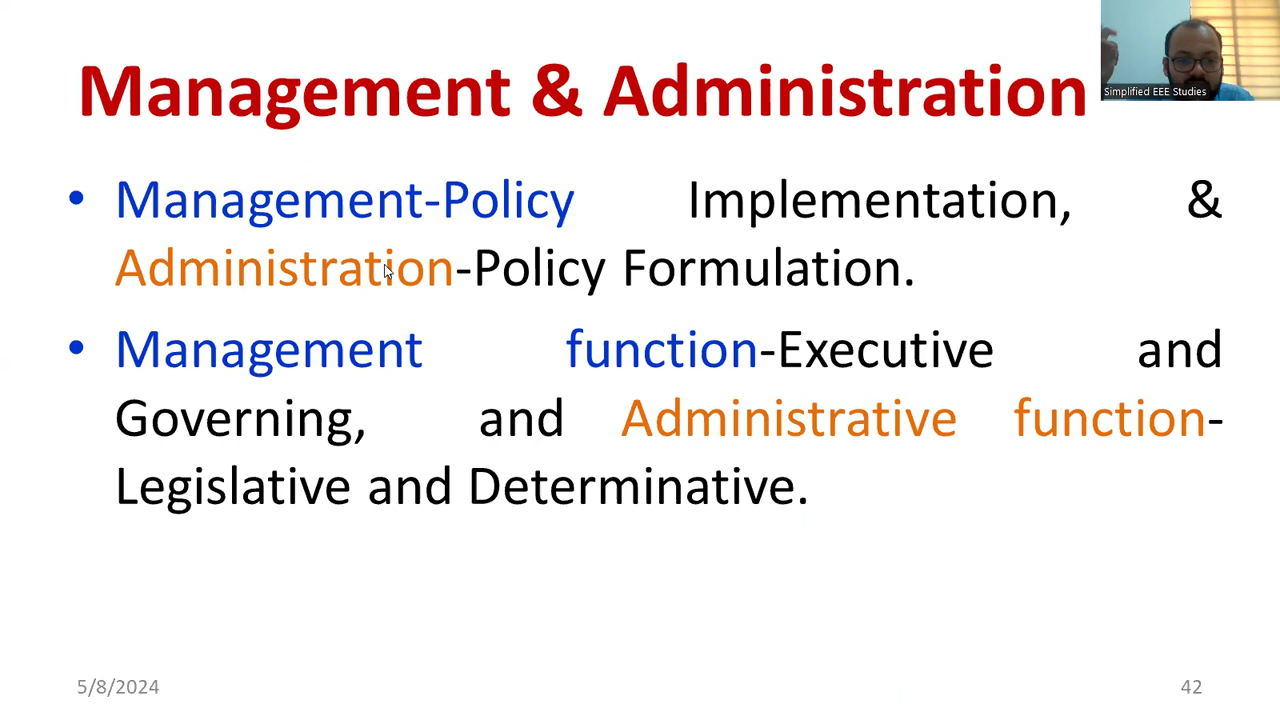 Management & Administration
Simplified EEE Studies
• Management-Policy Implementation, &
Administration-Policy Formulation.
• Management function-Executive and
Governing, and Administrative function-
Legislative and Determinative.
5/8/2024
42